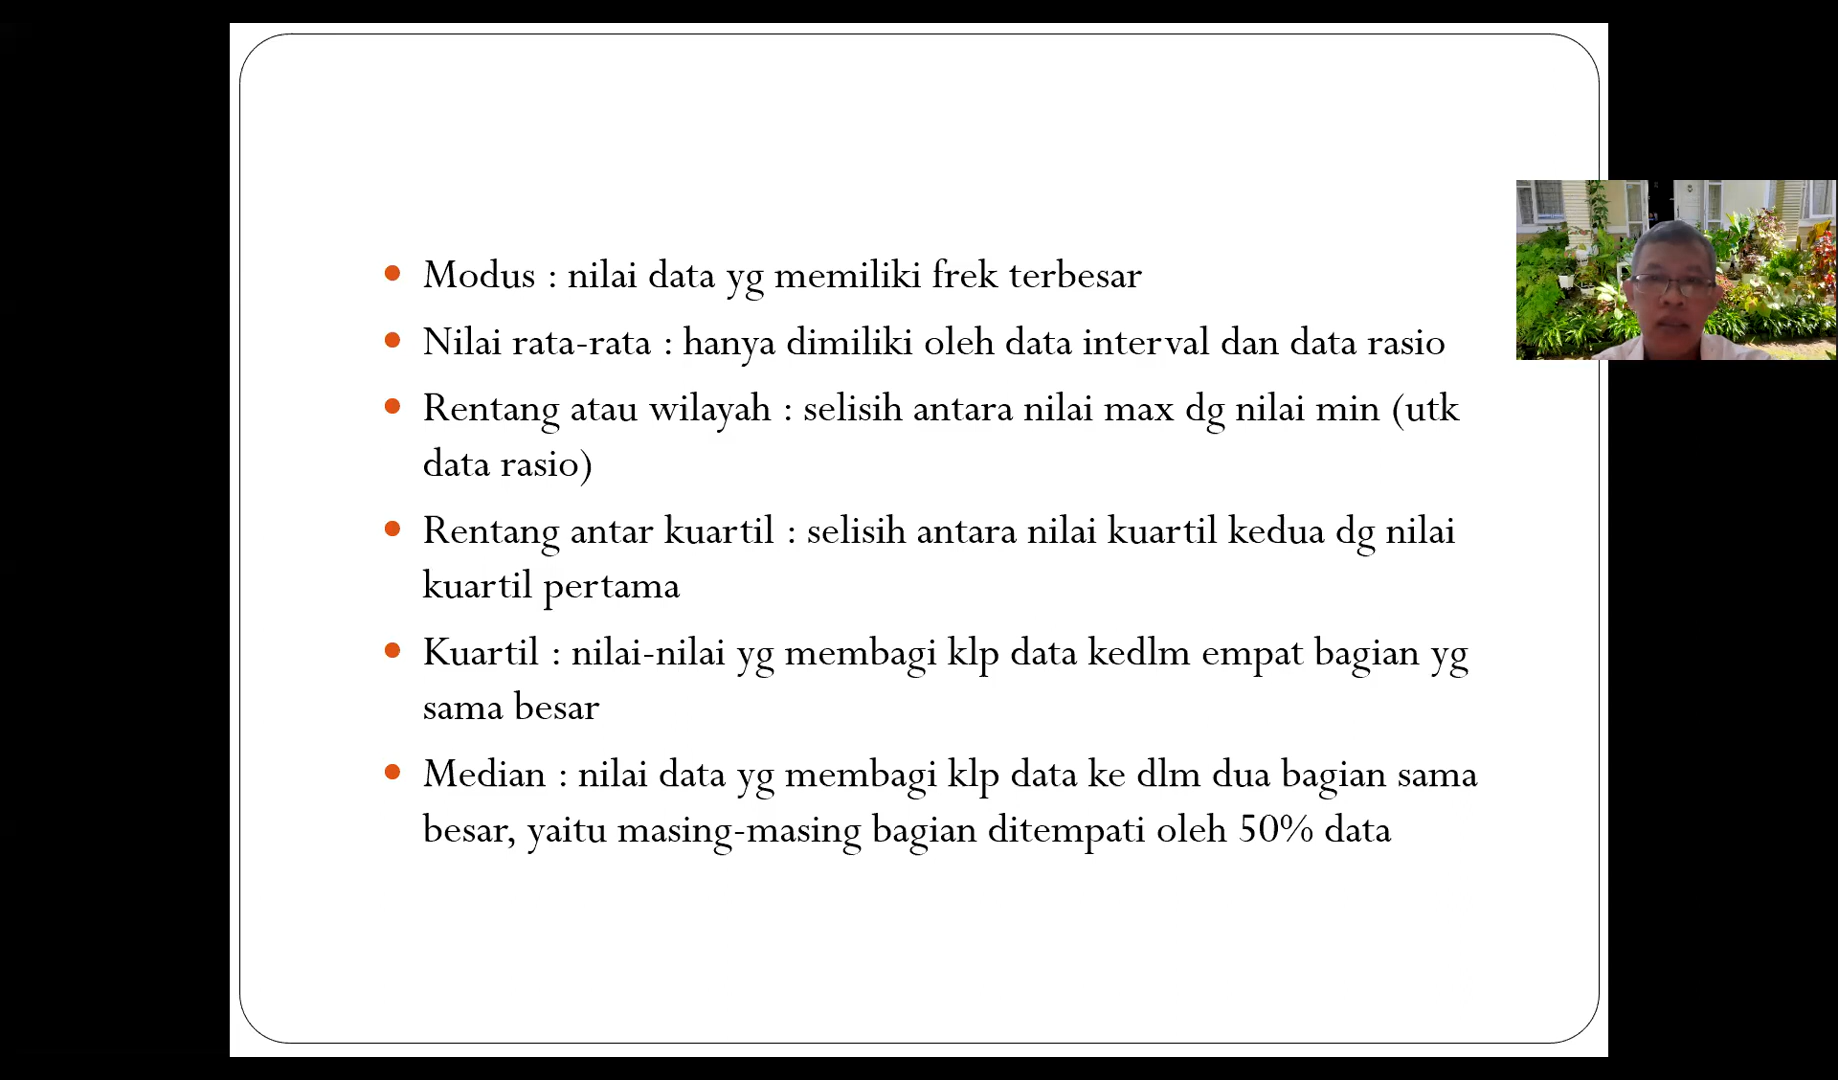 Modus : nilai data yg memiliki frek terbesar
Nilai rata-rata : hanya dimiliki oleh data interval dan data rasio
Rentang atau wilayah : selisih antara nilai max dg nilai min (utk
data rasio)
Rentang antar kuartil : selisih antara nilai kuartil kedua dg nilai
kuartil pertama
Kuartil : nilai-nilai yg membagi klp data kedlm empat bagian yg
sama besar
Median : nilai data yg membagi klp data ke dlm dua bagian sama
besar, yaitu masing-masing bagian ditempati oleh 50% data